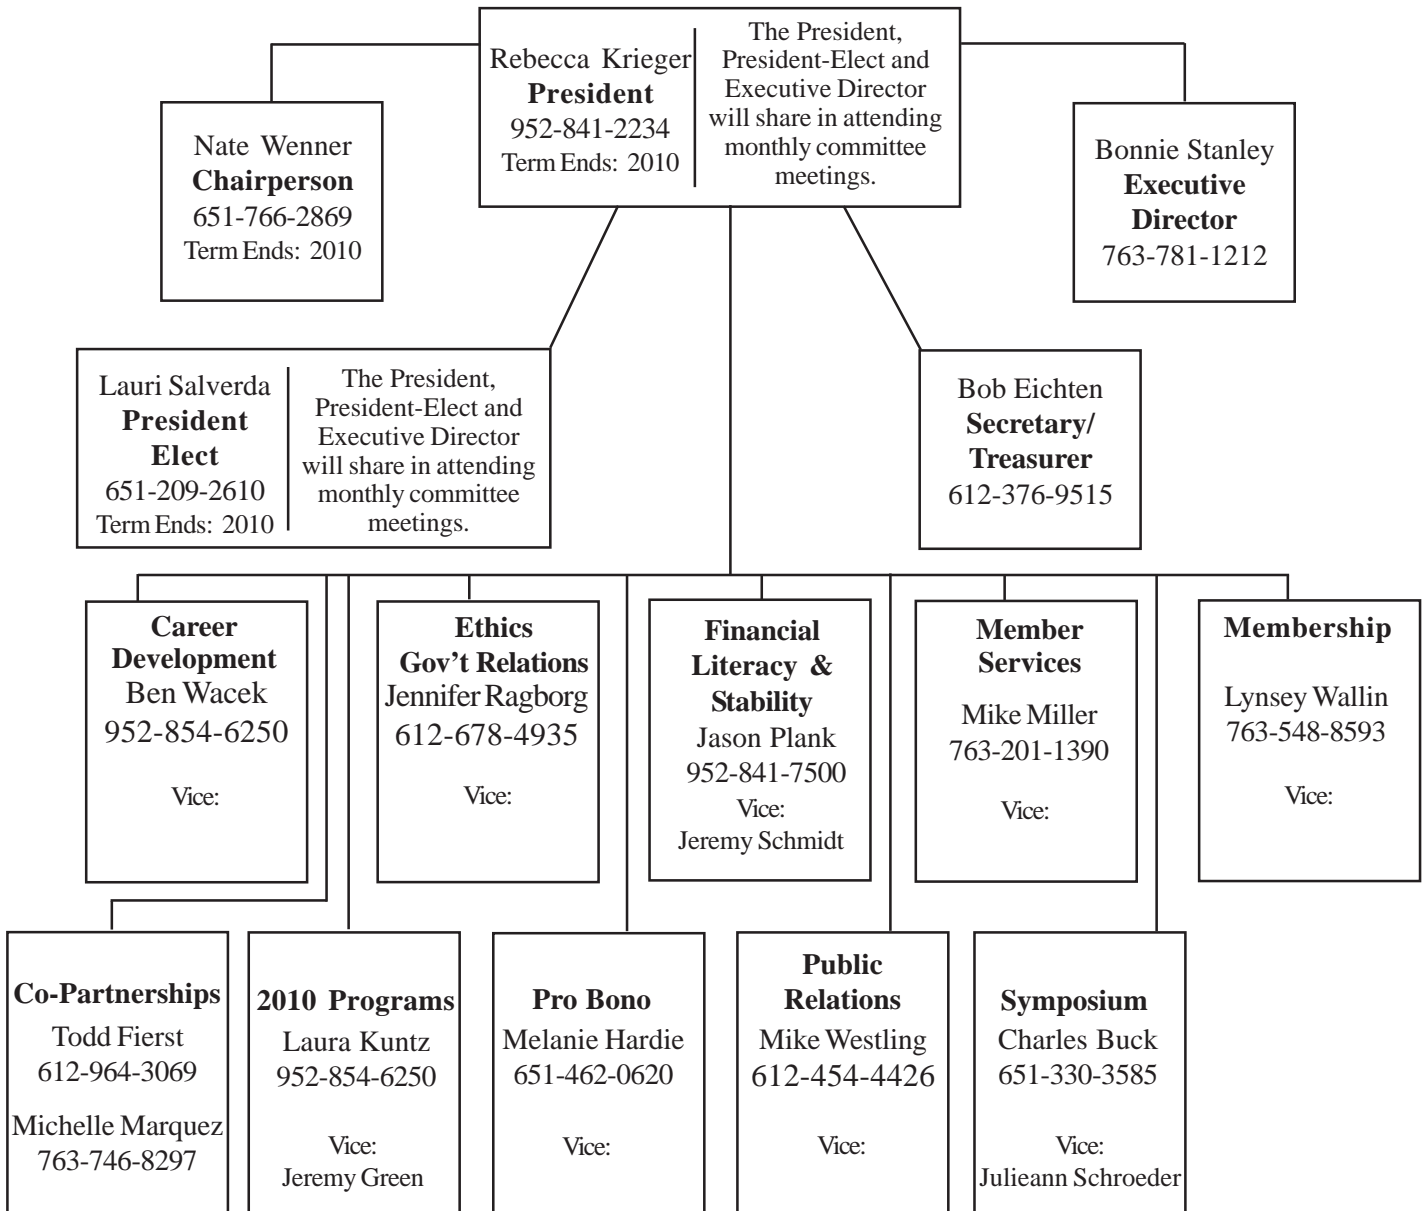 Rebecca Krieger
President
952-841-2234
Term Ends: 2010
The President,
President-Elect and
Executive Director
will share in attending
monthly committee
meetings.
Nate Wenner
Chairperson
651-766-2869
Term Ends: 2010
Bonnie Stanley
Executive
Director
763-781-1212
Lauri Salverda
President
Elect
651-209-2610
Term Ends: 2010
The President,
President-Elect and
Executive Director
will share in attending
monthly committee
meetings.
Bob Eichten
Secretary/
Treasurer
612-376-9515
Career
Development
Ben Wacek
952-854-6250
Vice:
Ethics
Gov't Relations
Jennifer Ragborg
612-678-4935
Vice:
Financial
Literacy &
Stability
Jason Plank
952-841-7500
Vice:
Jeremy Schmidt
Member
Services
Mike Miller
763-201-1390
Vice:
Membership
Lynsey Wallin
763-548-8593
Vice:
Co-Partnerships
Todd Fierst
612-964-3069
Michelle Marquez
763-746-8297
2010 Programs
Laura Kuntz
952-854-6250
Vice:
Jeremy Green
Pro Bono
Melanie Hardie
651-462-0620
Vice:
Public
Relations
Mike Westling
612-454-4426
Vice:
Symposium
Charles Buck
651-330-3585
Vice:
Julieann Schroeder